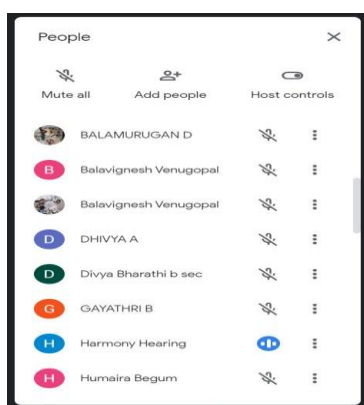 People
Mute all Add people Host controls
BALAMURUGAN D
B Balavignesh Venugopal
Balavignesh Venugopal
D DHIVYA A
D Divya Bharathi b sec
G GAYATHRI B
H Harmony Hearing
H Humaira Begum